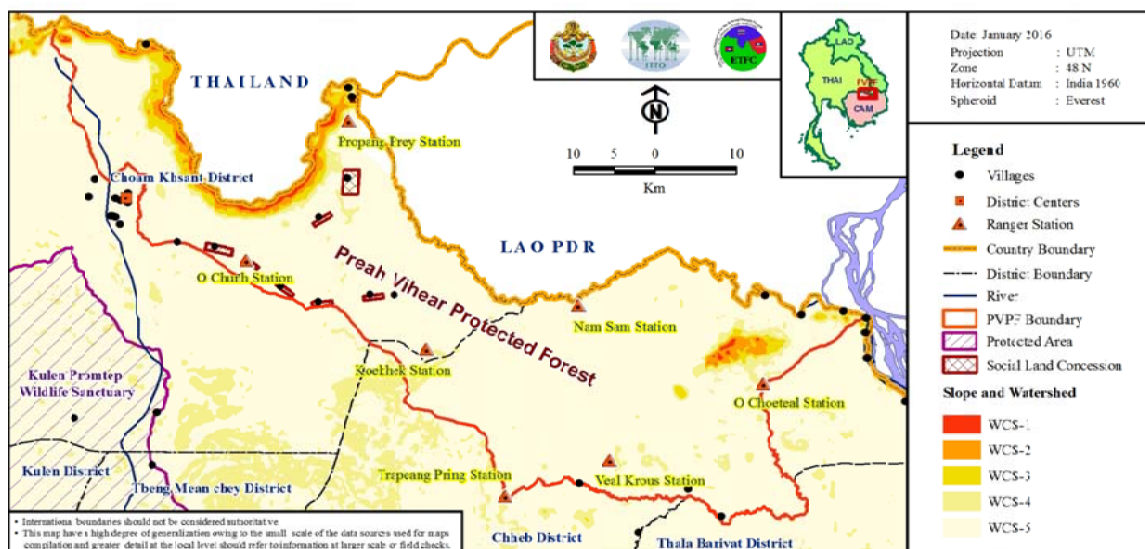 THAILAND
Propang Prey Station
Choam Khsant District
LAO PDR
O Churh Station
Preah Vihear Protected Forest
Nam Sam Station
Koekhek Station
Kulen Promtep
Wildlife Sanctuary
O Choeteal Station
Kulen District
Tbeng Mean chey District
Trapeang Pring Station
Veal Krous Station
Chheb District
Thala Barivat District
• International boundaries should not be considered autoritative
• This map have a high degree of generalization owing to the small scale of the data sources used for maps
compilation and greater detail at the local level should refer to information at larger scale or field checks.
ITTO
ETFC
N
10 5 0 10
Km
LAO
THAI
PVPF
CAM
Date: January 2016
Projection : UTM
Zone : 48 N
Horizontal Datum : India 1960
Spheroid : Everest
Legend
Villages
District Centers
Ranger Station
Country Boundary
District Boundary
River
PVPF Boundary
Protected Area
Social Land Concession
Slope and Watershed
WCS-1
WCS-2
WCS-3
WCS-4
WCS-5